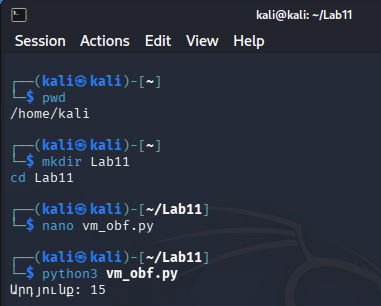 kali@kali: ~/Lab11
Session Actions Edit View Help
┌──(kali㉿kali)-[~]
└─$ pwd
/home/kali
┌──(kali㉿kali)-[~]
└─$ mkdir Lab11
cd Lab11
┌──(kali㉿kali)-[~/Lab11]
└─$ nano vm_obf.py
┌──(kali㉿kali)-[~/Lab11]
└─$ python3 vm_obf.py
Արդյունք: 15